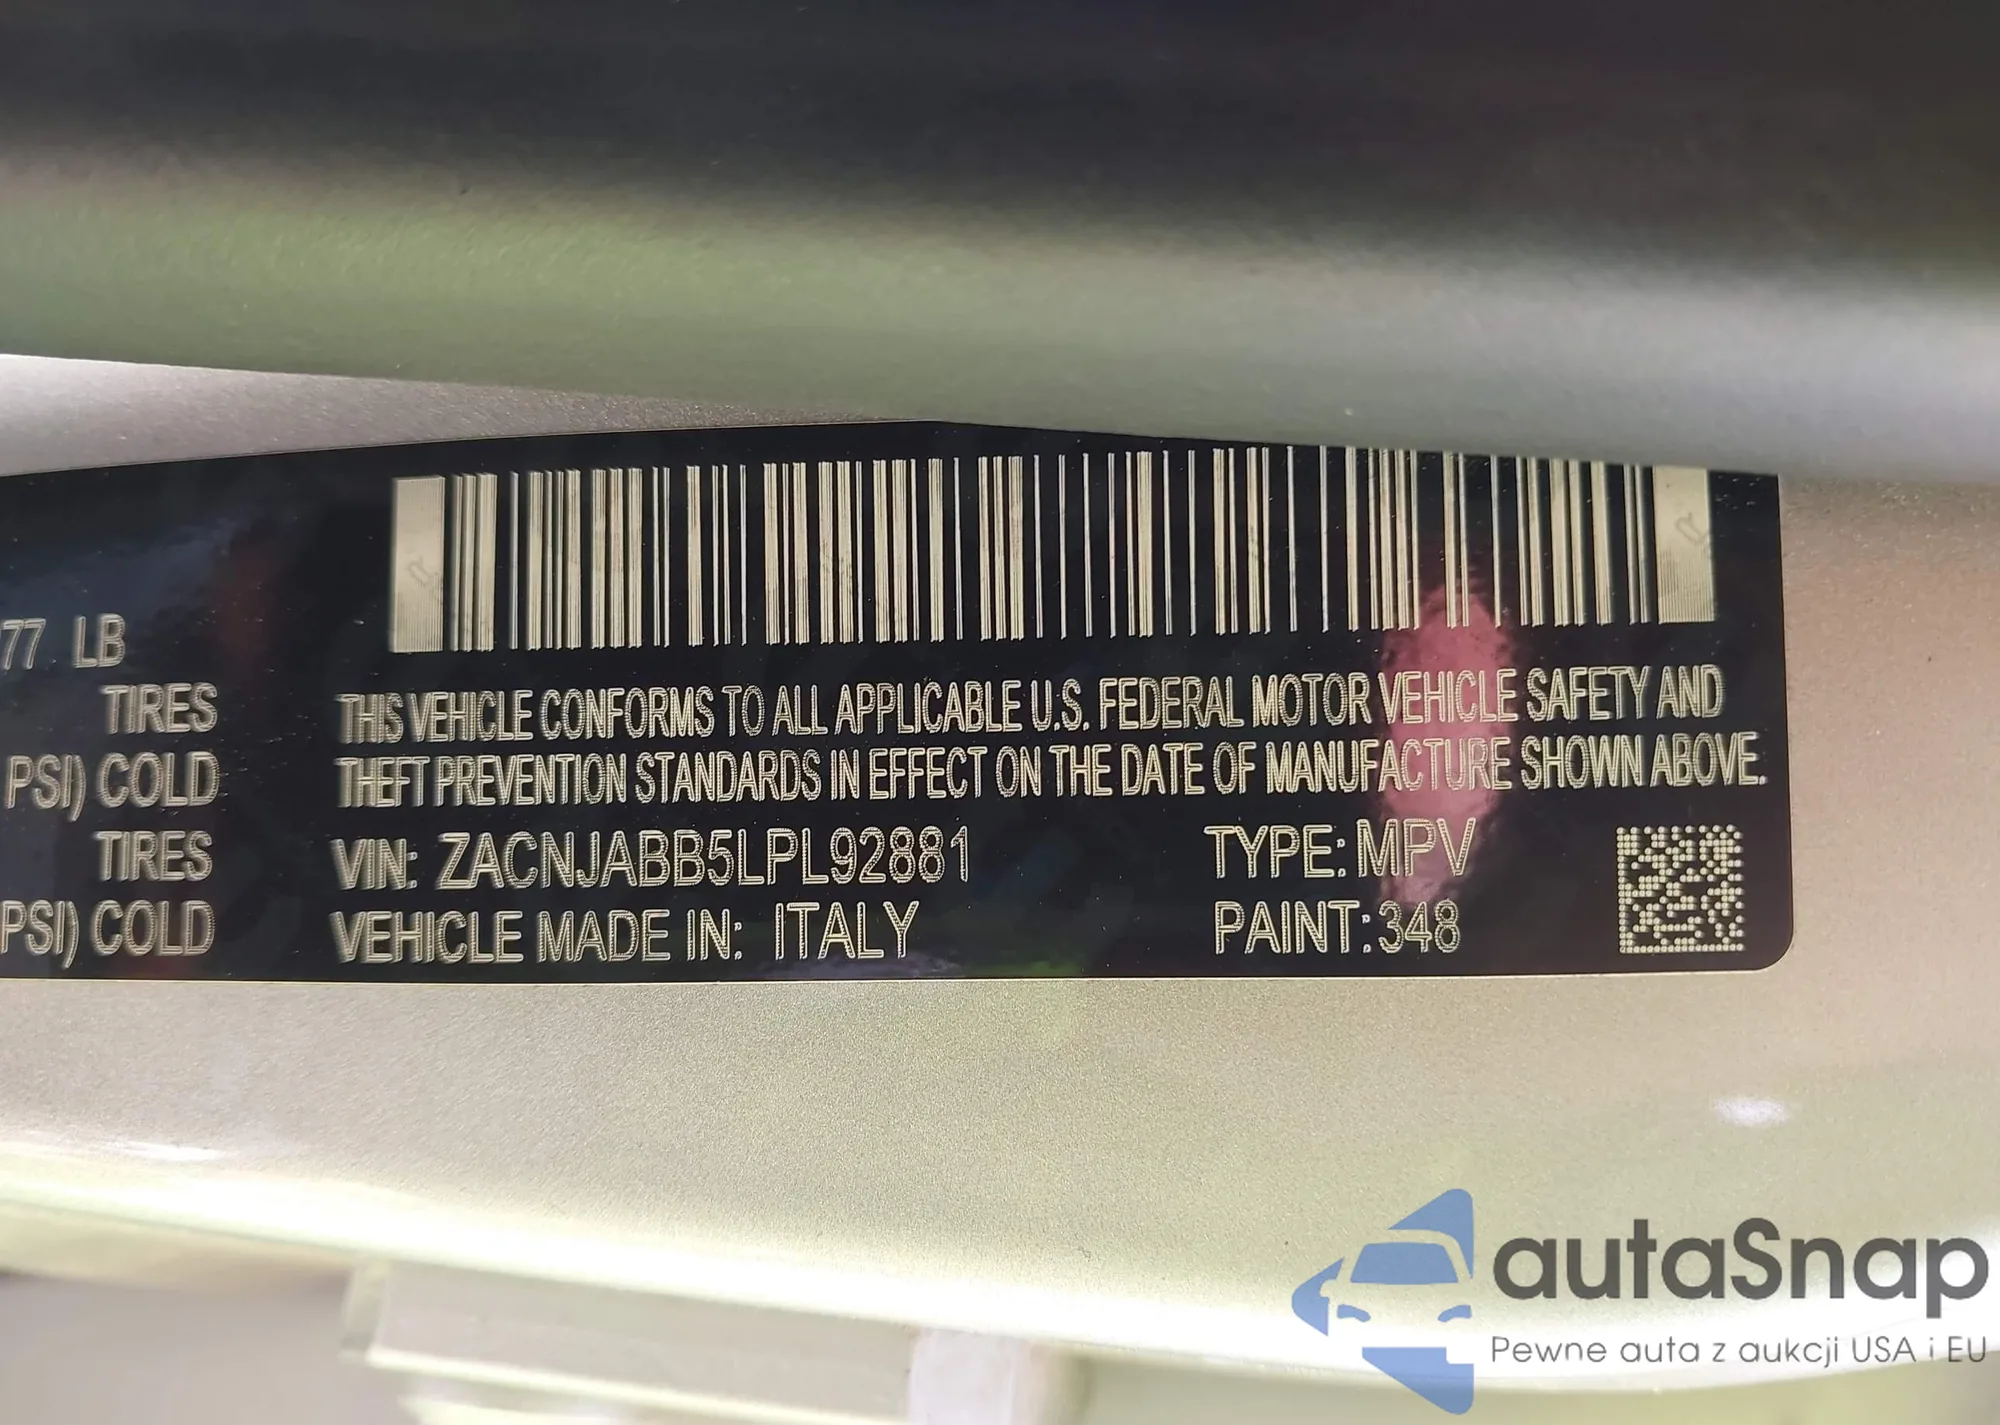 77 LB
TIRES
PSI) COLD
TIRES
PSI) COLD
THIS VEHICLE CONFORMS TO ALL APPLICABLE U.S. FEDERAL MOTOR VEHICLE SAFETY AND
THEFT PREVENTION STANDARDS IN EFFECT ON THE DATE OF MANUFACTURE SHOWN ABOVE.
VIN: ZACNJABB5LPL92881 TYPE: MPV
VEHICLE MADE IN: ITALY PAINT: 348
autaSnap
Pewne auta z aukcji USA i EU